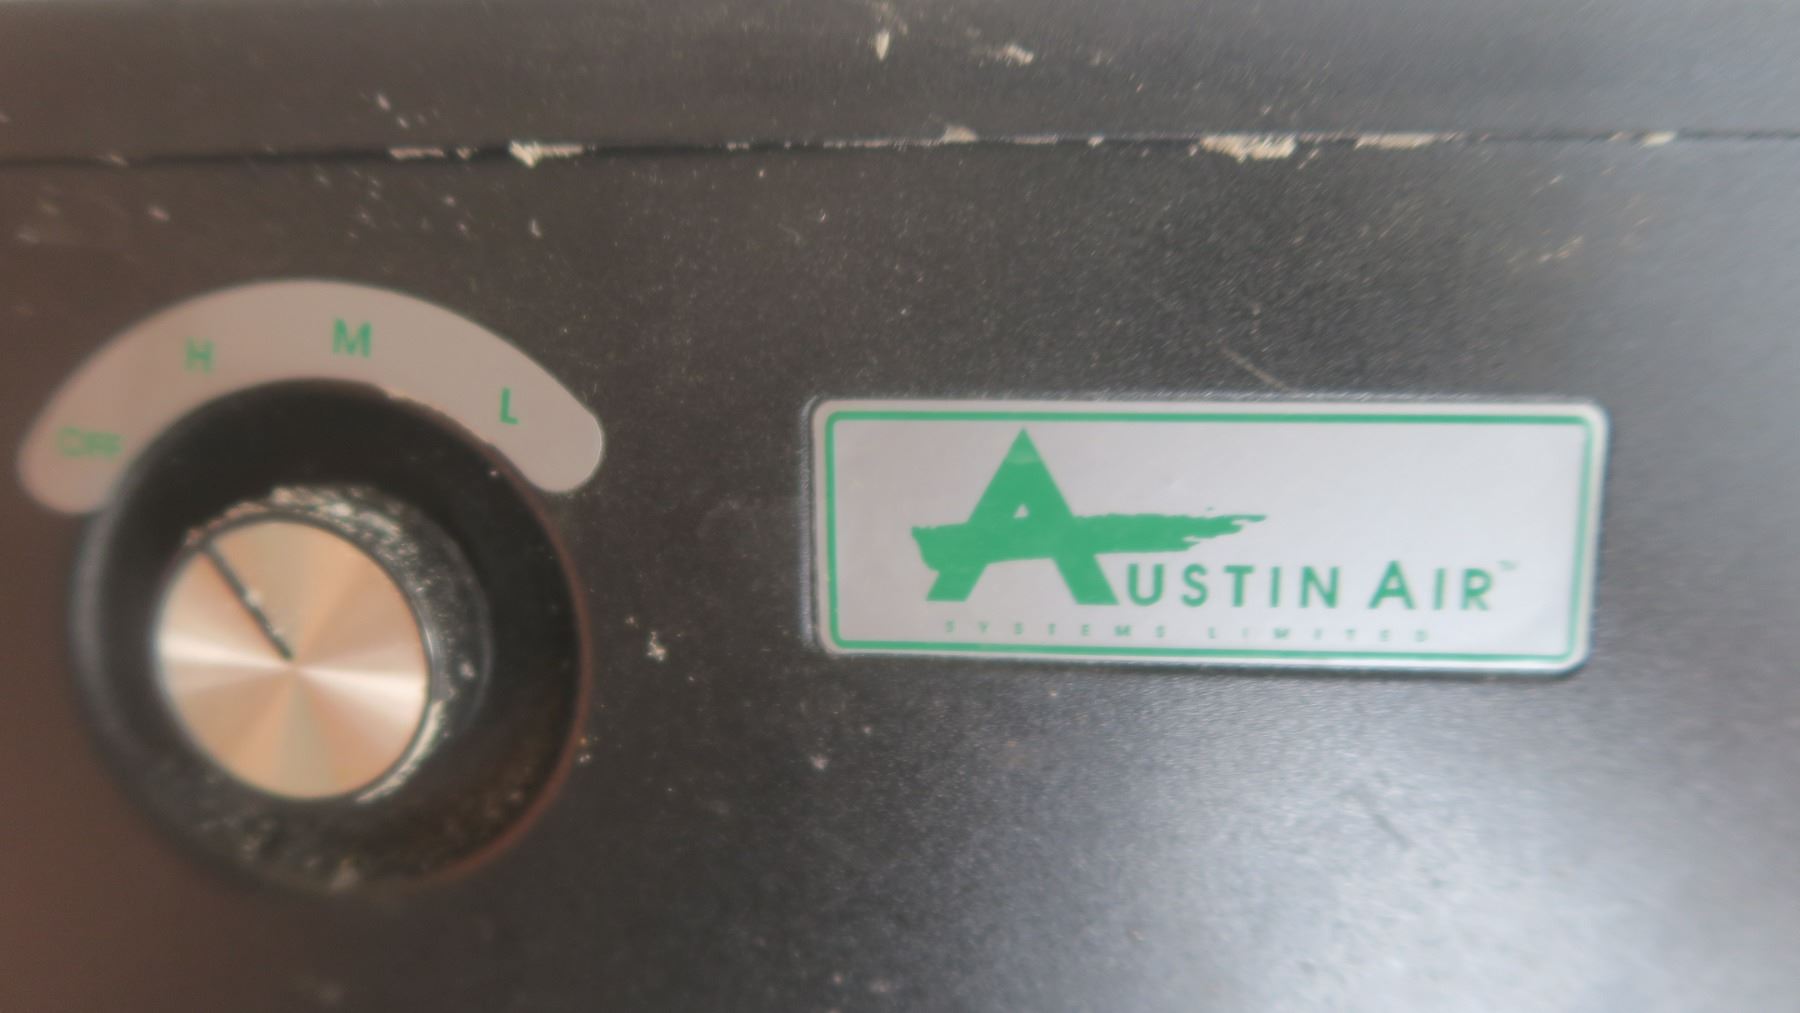 OFF H M L
AUSTIN AIR™
SYSTEMS LIMITED